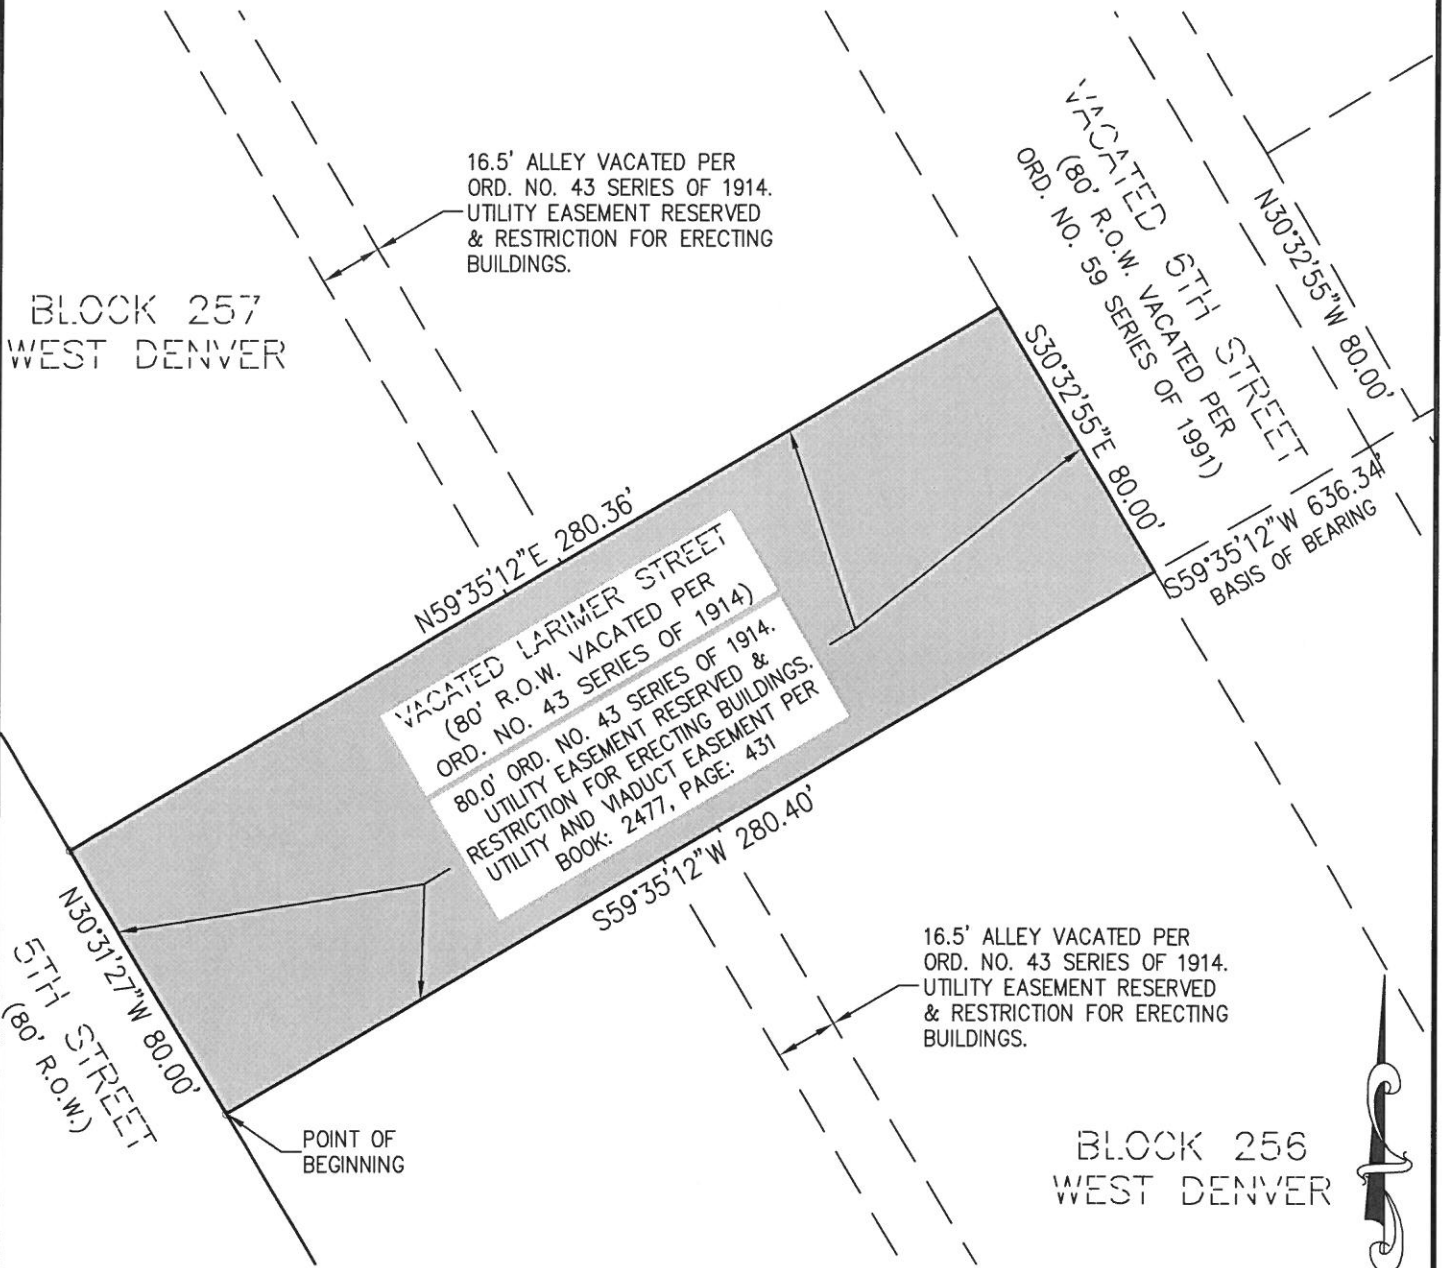 16.5' ALLEY VACATED PER
ORD. NO. 43 SERIES OF 1914.
UTILITY EASEMENT RESERVED
& RESTRICTION FOR ERECTING
BUILDINGS.
VACATED 6TH STREET
(80' R.O.W. VACATED PER
ORD. NO. 59 SERIES OF 1991)
N30°32'55"W 80.00'
BLOCK 257
WEST DENVER
S30°32'55"E 80.00'
S59°35'12"W 636.34'
BASIS OF BEARING
N59°35'12"E 280.36'
VACATED LARIMER STREET
(80' R.O.W. VACATED PER
ORD. NO. 43 SERIES OF 1914)
80.0' ORD. NO. 43 SERIES OF 1914.
UTILITY EASEMENT RESERVED &
RESTRICTION FOR ERECTING BUILDINGS.
UTILITY AND VIADUCT EASEMENT PER
BOOK: 2477, PAGE: 431
S59°35'12"W 280.40'
N30°31'27"W 80.00'
5TH STREET
(80' R.O.W.)
16.5' ALLEY VACATED PER
ORD. NO. 43 SERIES OF 1914.
UTILITY EASEMENT RESERVED
& RESTRICTION FOR ERECTING
BUILDINGS.
POINT OF
BEGINNING
BLOCK 256
WEST DENVER